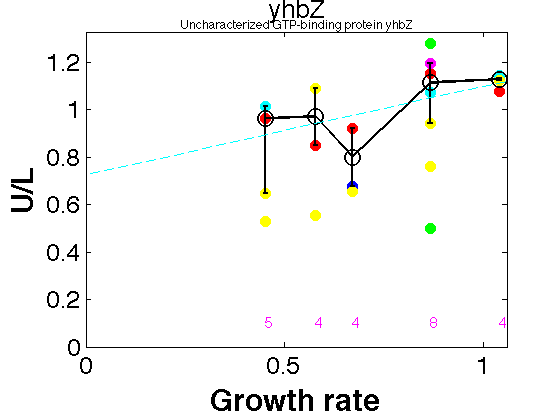 yhbZ
Uncharacterized GTP-binding protein yhbZ
1.2
1
0.8
0.6
0.4
0.2
0
U/L
5 4 4 8 4
0 0.5 1
Growth rate